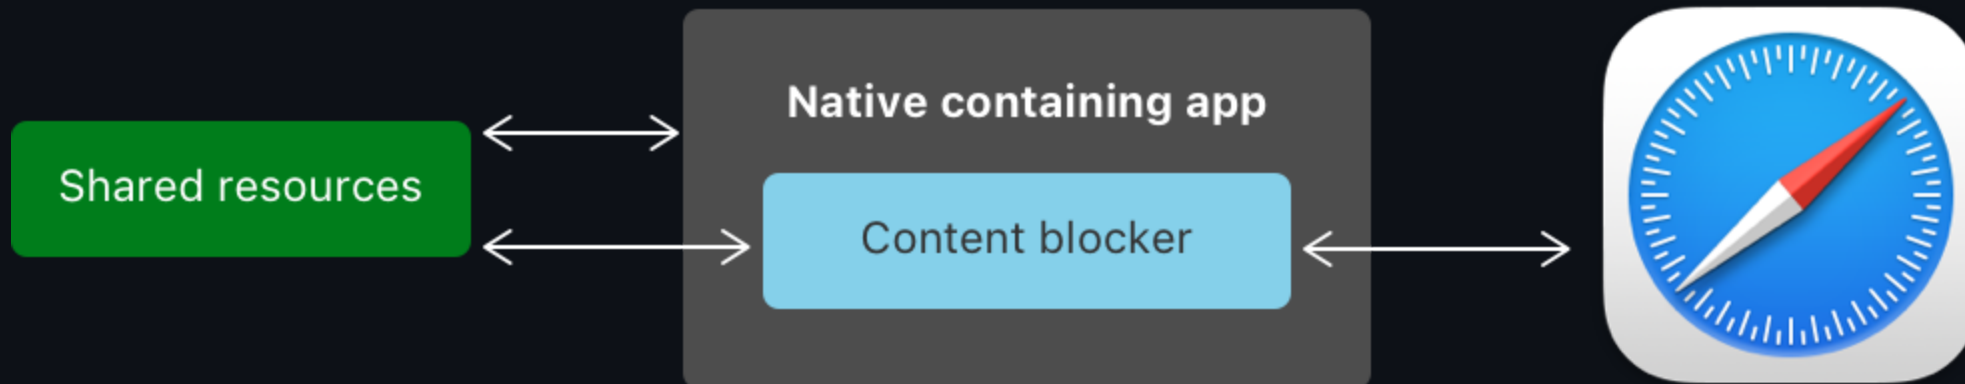 Shared resources
Native containing app
Content blocker